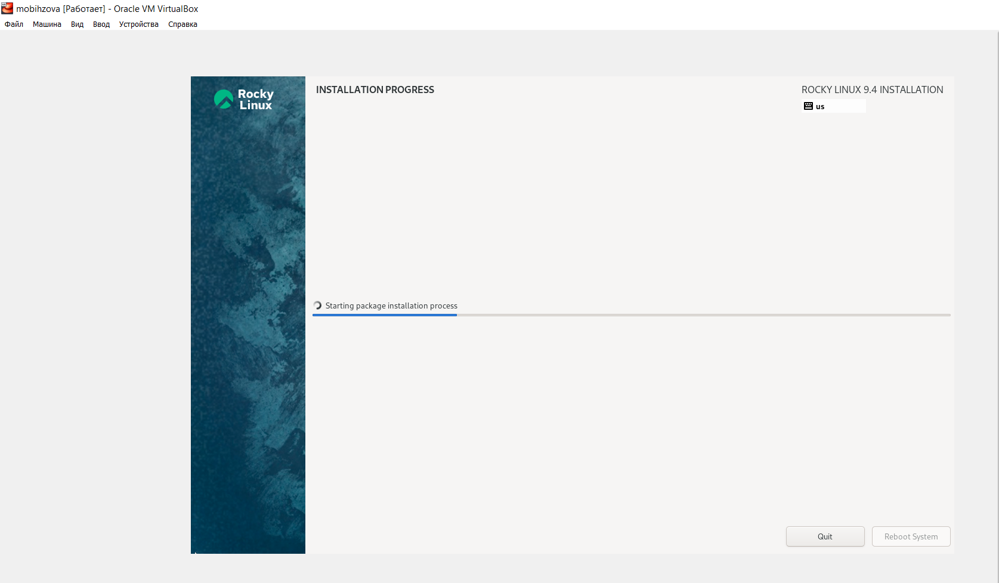 mobihzova [Работает] - Oracle VM VirtualBox
Файл Машина Вид Ввод Устройства Справка
Rocky
Linux
INSTALLATION PROGRESS
ROCKY LINUX 9.4 INSTALLATION
us
Starting package installation process
Quit
Reboot System